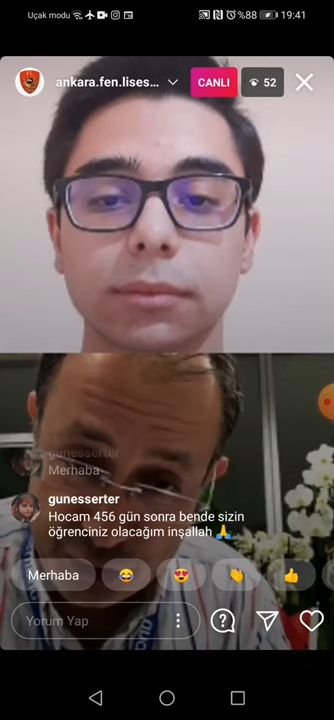 Uçak modu %88 19:41
ankara.fen.lises... CANLI 52
gunesserter
Merhaba
gunesserter
Hocam 456 gün sonra bende sizin
öğrenciniz olacağım inşallah 🙏
Merhaba 😂 😍 👏 👍
Yorum Yap